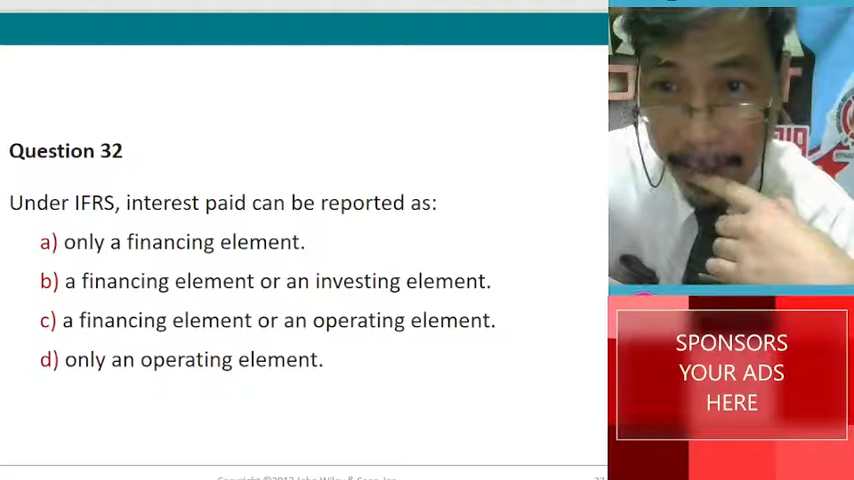 Question 32
Under IFRS, interest paid can be reported as:
a) only a financing element.
b) a financing element or an investing element.
c) a financing element or an operating element.
d) only an operating element.
SPONSORS
YOUR ADS
HERE